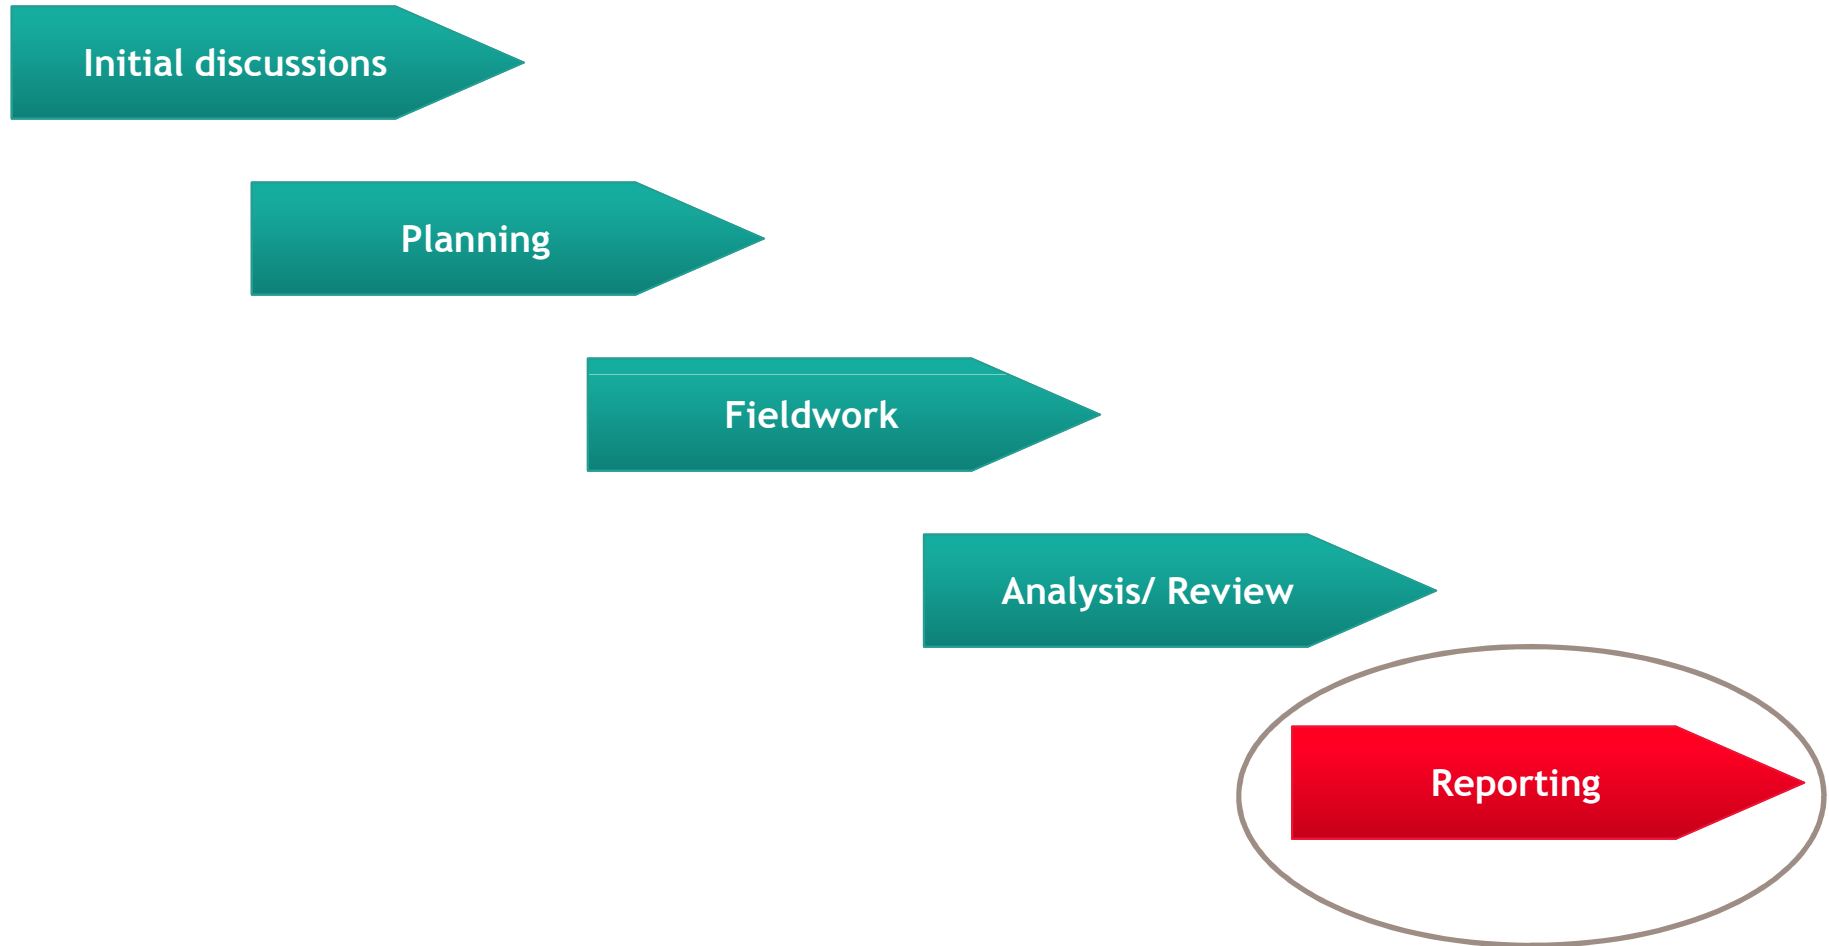 Initial discussions
Planning
Fieldwork
Analysis/ Review
Reporting